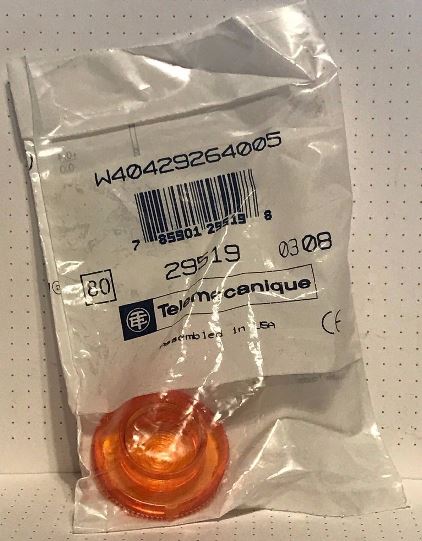 W40429264005
7 85901 29519 8
29519 0308
80
Telemecanique
Assembled in USA
CE